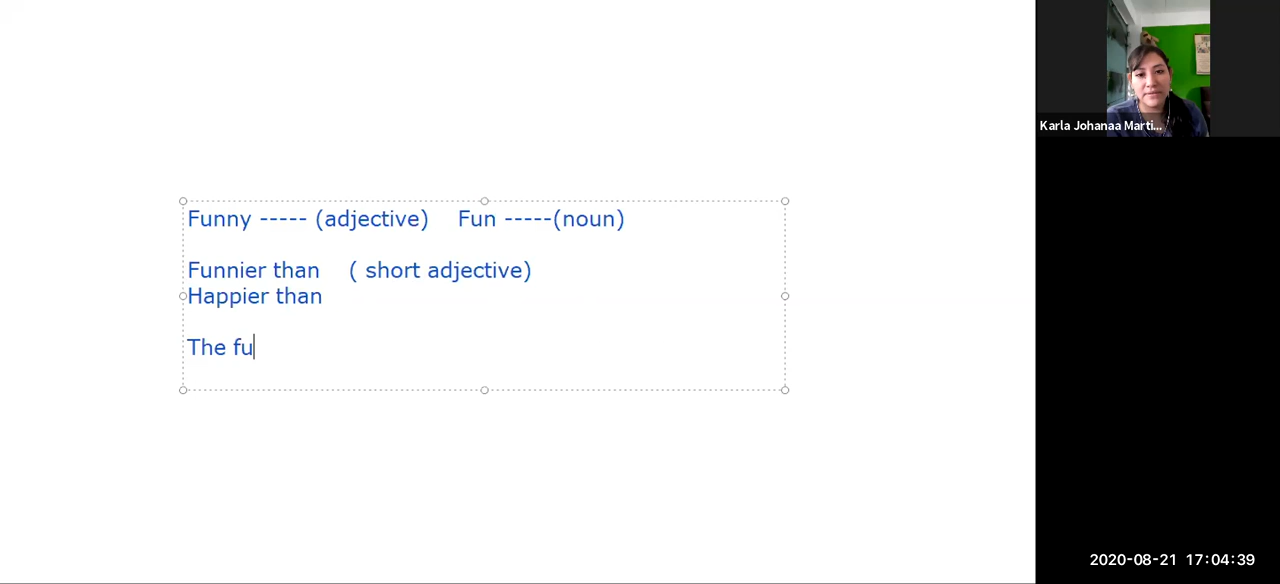 Funny ----- (adjective)    Fun -----(noun)
Funnier than    ( short adjective)
Happier than
The fu
Karla Johanaa Marti...
2020-08-21 17:04:39